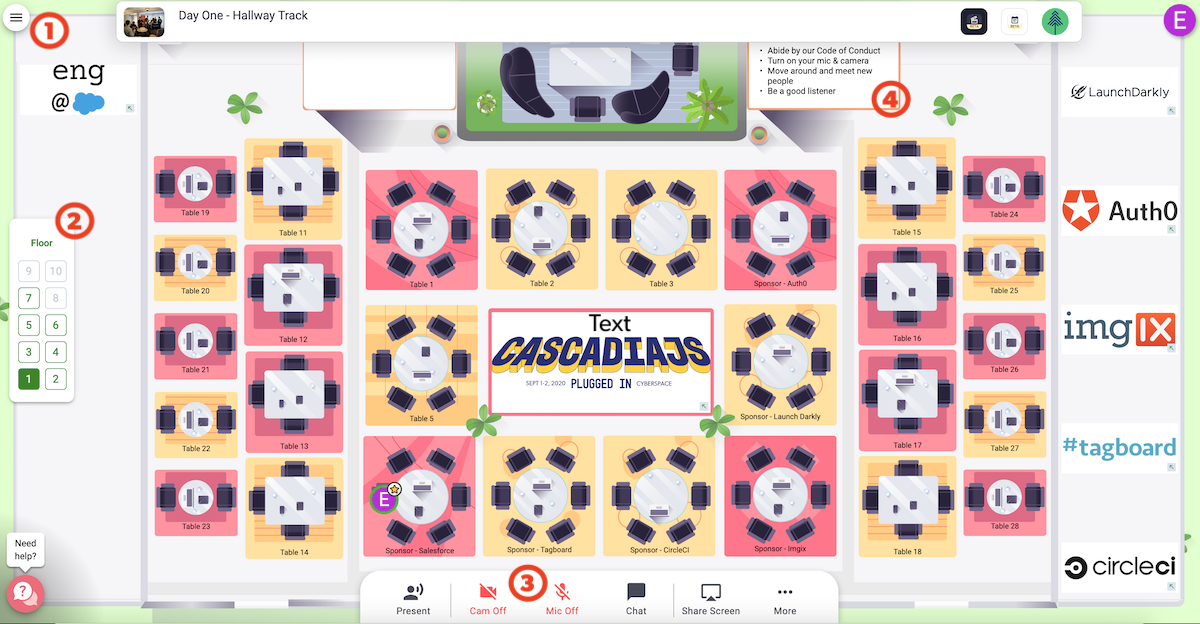 Day One - Hallway Track
BETA
BETA
E
1
eng
@
Abide by our Code of Conduct
Turn on your mic & camera
Move around and meet new
people
Be a good listener
4
LaunchDarkly
Auth0
imgIX
#tagboard
circleci
2
Floor
9 10
7 8
5 6
3 4
1 2
Table 19
Table 20
Table 21
Table 22
Table 23
Table 11
Table 12
Table 13
Table 14
Table 1
Table 2
Table 3
Sponsor - Auth0
Table 5
Text
CASCADIAJS
SEPT 1-2, 2020 PLUGGED IN CYBERSPACE
Sponsor - Launch Darkly
E
Sponsor - Salesforce
Sponsor - Tagboard
Sponsor - CircleCI
Sponsor - Imgix
Table 15
Table 16
Table 17
Table 18
Table 24
Table 25
Table 26
Table 27
Table 28
Need
help?
3
Present
Cam Off
Mic Off
Chat
Share Screen
More